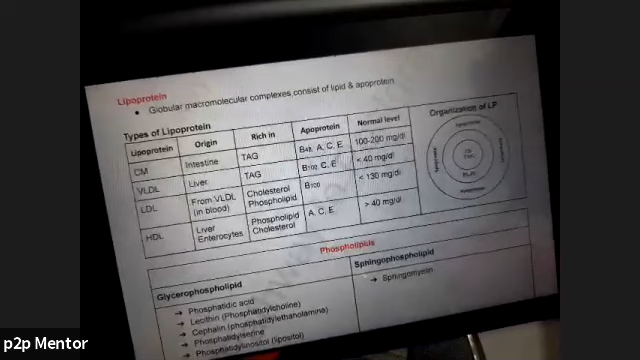 Lipoprotein
• Globular macromolecular complexes, consist of lipid & apoprotein
Types of Lipoprotein
Lipoprotein Origin Rich in Apoprotein Normal level Organization of LP
CM Intestine TAG B48, A, C, E 100-200 mg/dl
VLDL Liver TAG B100, C, E < 40 mg/dl
LDL From VLDL (in blood) Cholesterol Phospholipid B100 < 130 mg/dl
HDL Liver Enterocytes Phospholipid Cholesterol A, C, E > 40 mg/dl
Phospholipids
Glycerophospholipid Sphingophospholipid
→ Phosphatidic acid → Sphingomyelin
→ Lecithin (Phosphatidylcholine)
→ Cephalin (phosphatidylethanolamina)
→ Phosphatidylserine
→ Phosphatidylinositol (lipositol)
p2p Mentor